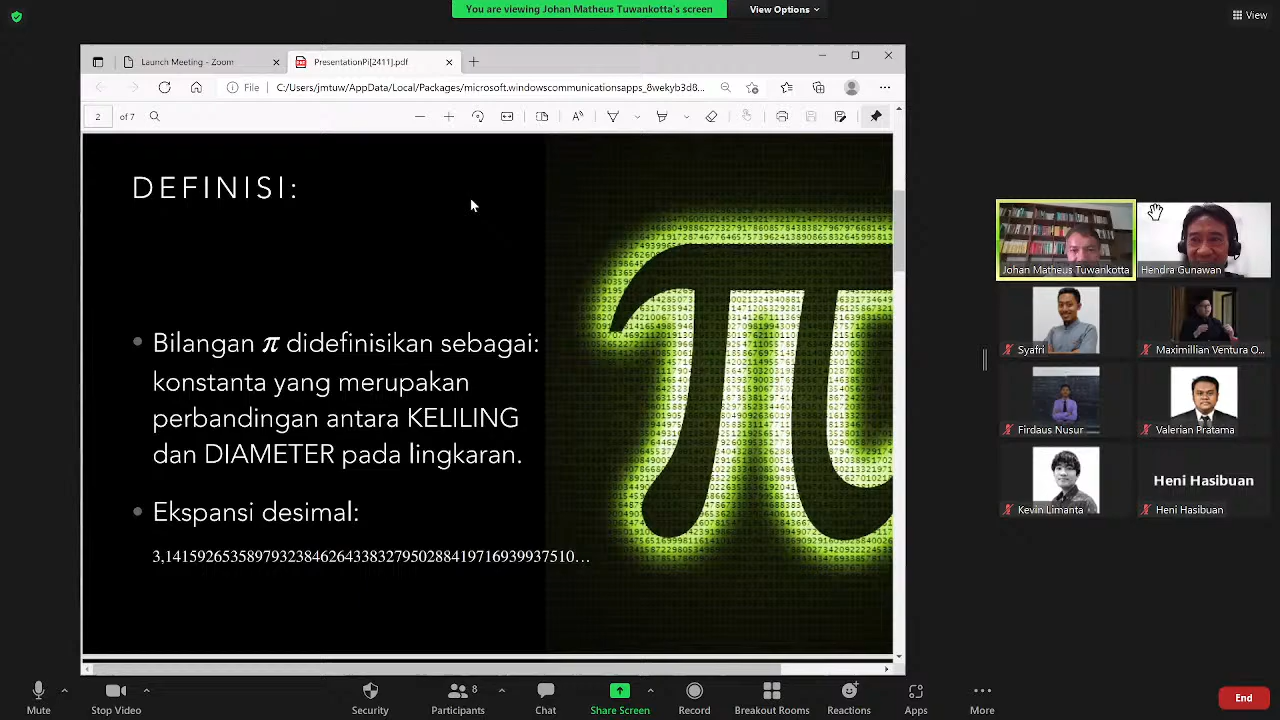 You are viewing Johan Matheus Tuwankotta's screen
View Options
View
Launch Meeting - Zoom
PresentationPi[2411].pdf
File
C:/Users/jmtuw/AppData/Local/Packages/microsoft.windowscommunicationsapps_8wekyb3d8...
2 of 7
DEFINISI:
Bilangan π didefinisikan sebagai:
konstanta yang merupakan
perbandingan antara KELILING
dan DIAMETER pada lingkaran.
Ekspansi desimal:
3,14159265358979323846264338327950288419716939937510...
Johan Matheus Tuwankotta
Hendra Gunawan
Syafri
Maximillian Ventura O...
Firdaus Nusur
Valerian Pratama
Kevin Limanta
Heni Hasibuan
Heni Hasibuan
Mute
Stop Video
Security
8
Participants
Chat
Share Screen
Record
Breakout Rooms
Reactions
Apps
More
End